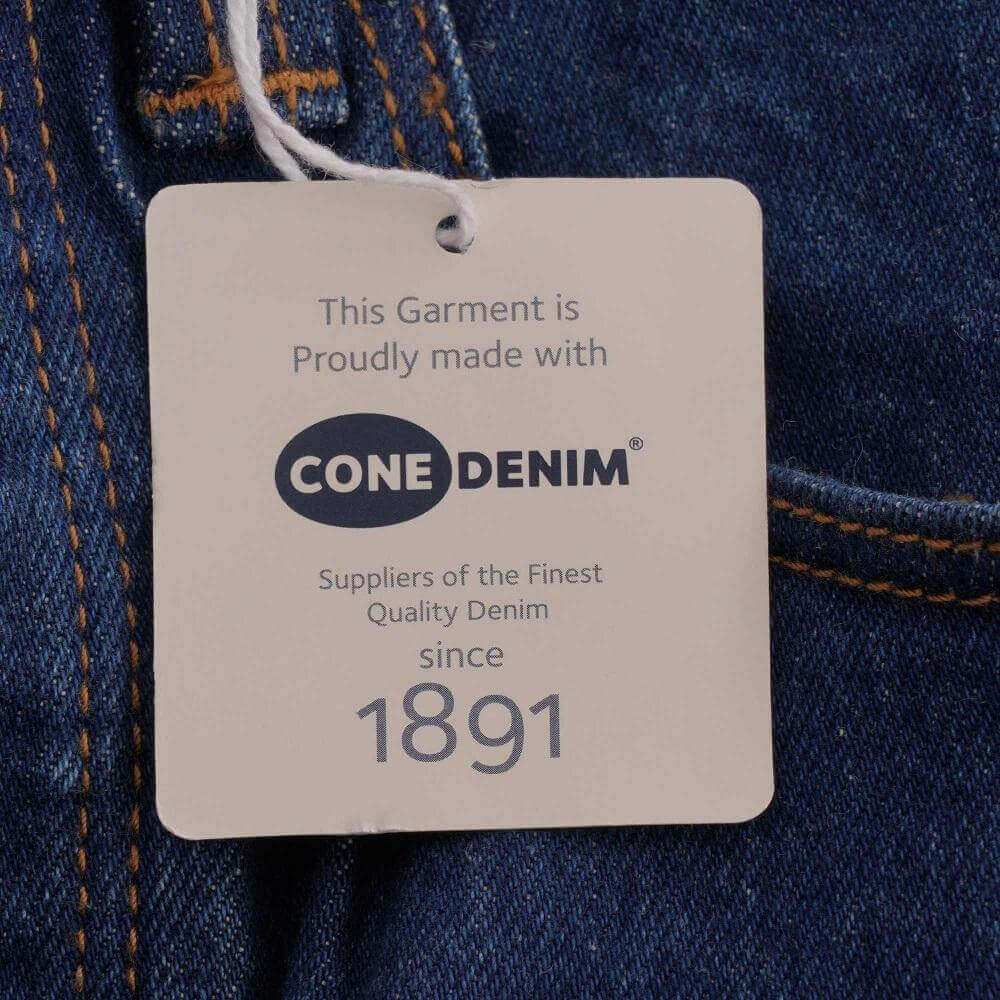 This Garment is
Proudly made with
CONE DENIM®
Suppliers of the Finest
Quality Denim
since
1891